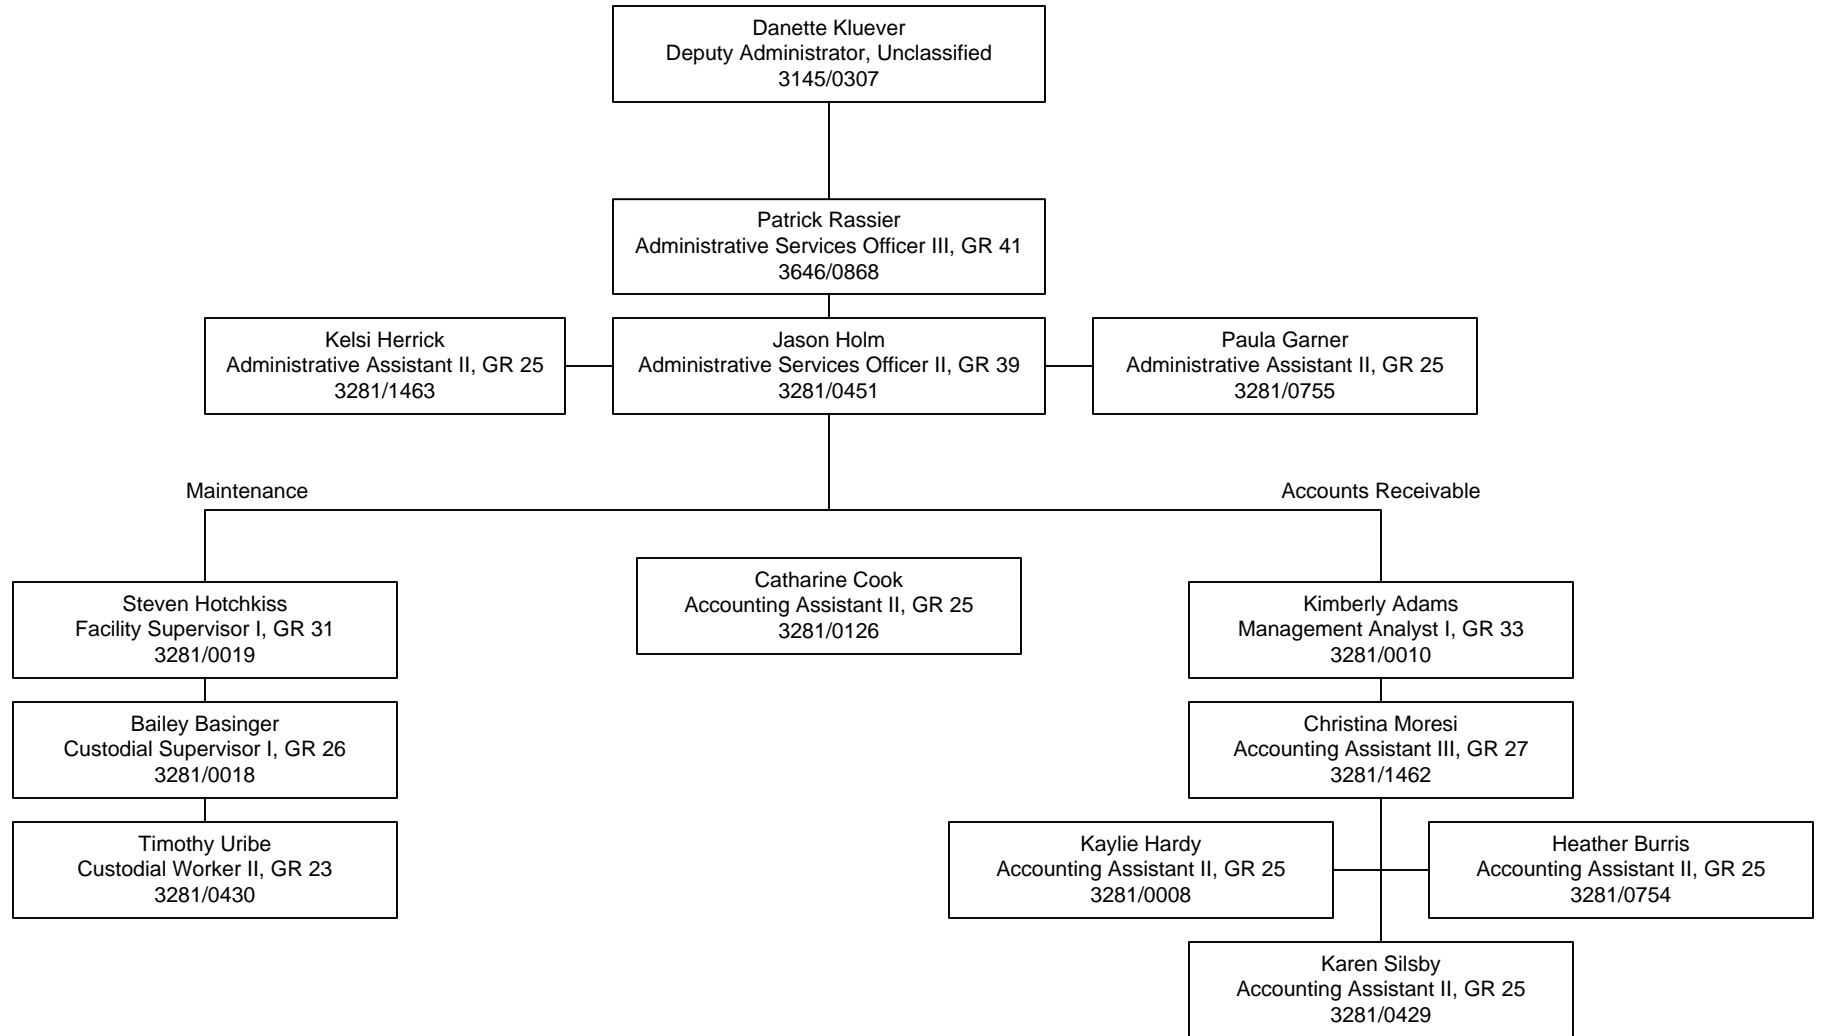 Danette Kluever
Deputy Administrator, Unclassified
3145/0307
Patrick Rassier
Administrative Services Officer III, GR 41
3646/0868
Kelsi Herrick
Administrative Assistant II, GR 25
3281/1463
Jason Holm
Administrative Services Officer II, GR 39
3281/0451
Paula Garner
Administrative Assistant II, GR 25
3281/0755
Maintenance
Accounts Receivable
Steven Hotchkiss
Facility Supervisor I, GR 31
3281/0019
Catharine Cook
Accounting Assistant II, GR 25
3281/0126
Kimberly Adams
Management Analyst I, GR 33
3281/0010
Bailey Basinger
Custodial Supervisor I, GR 26
3281/0018
Christina Moresi
Accounting Assistant III, GR 27
3281/1462
Timothy Uribe
Custodial Worker II, GR 23
3281/0430
Kaylie Hardy
Accounting Assistant II, GR 25
3281/0008
Heather Burris
Accounting Assistant II, GR 25
3281/0754
Karen Silsby
Accounting Assistant II, GR 25
3281/0429